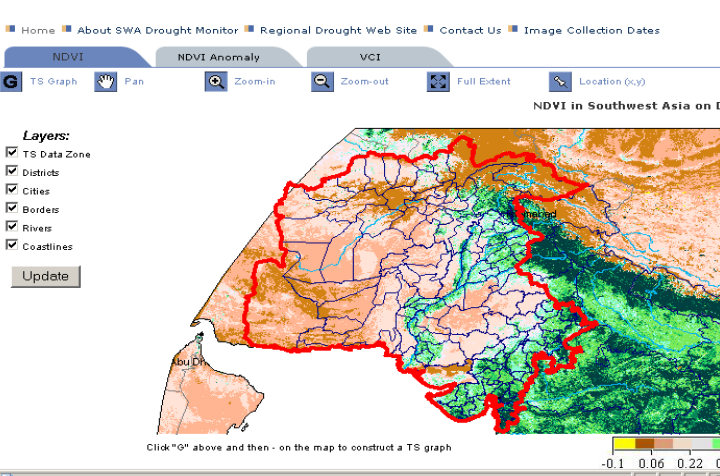 Home About SWA Drought Monitor Regional Drought Web Site Contact Us Image Collection Dates
NDVI NDVI Anomaly VCI
G TS Graph Pan Zoom-in Zoom-out Full Extent Location (x,y)
NDVI in Southwest Asia on
Layers:
TS Data Zone
Districts
Cities
Borders
Rivers
Coastlines
Update
Abu Dh
Click "G" above and then - on the map to construct a TS graph
-0.1 0.06 0.22